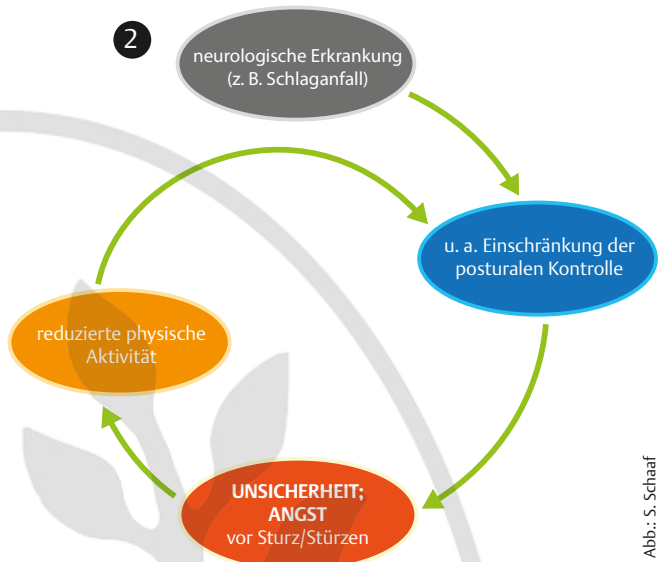 2
neurologische Erkrankung
(z. B. Schlaganfall)
u. a. Einschränkung der
posturalen Kontrolle
reduzierte physische
Aktivität
UNSICHERHEIT;
ANGST
vor Sturz/Stürzen
Abb.: S. Schaaf